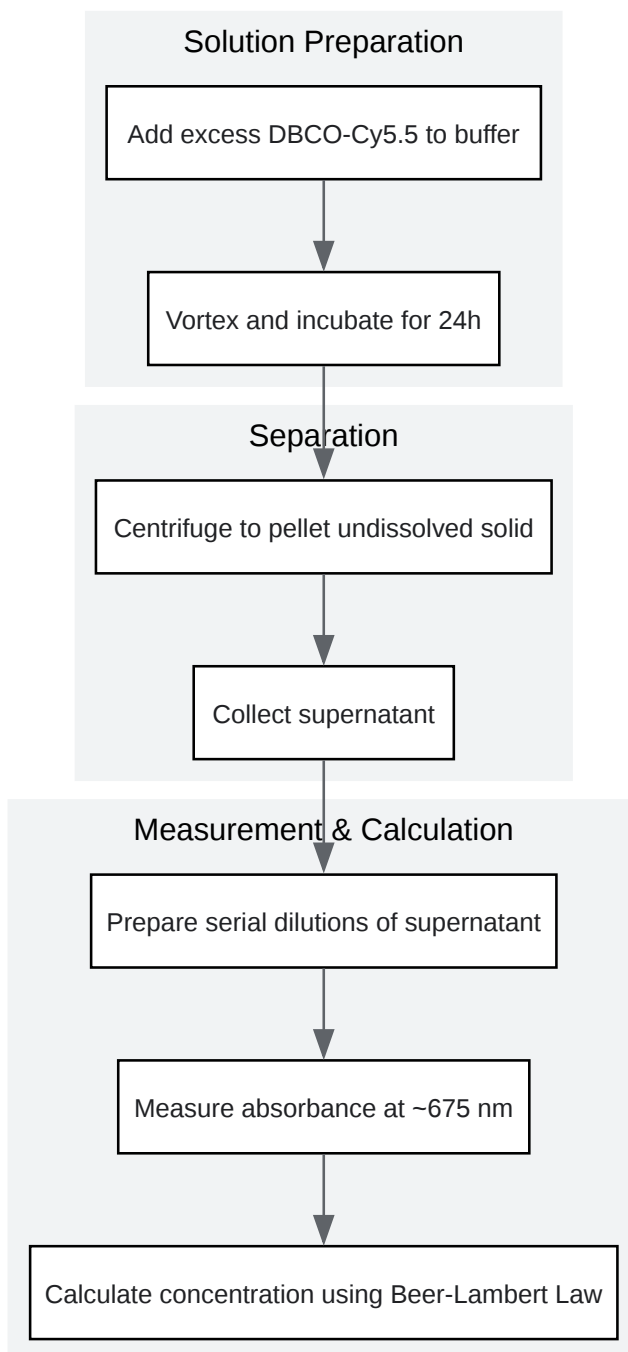 Solution Preparation
Add excess DBCO-Cy5.5 to buffer
Vortex and incubate for 24h
Separation
Centrifuge to pellet undissolved solid
Collect supernatant
Measurement & Calculation
Prepare serial dilutions of supernatant
Measure absorbance at ~675 nm
Calculate concentration using Beer-Lambert Law